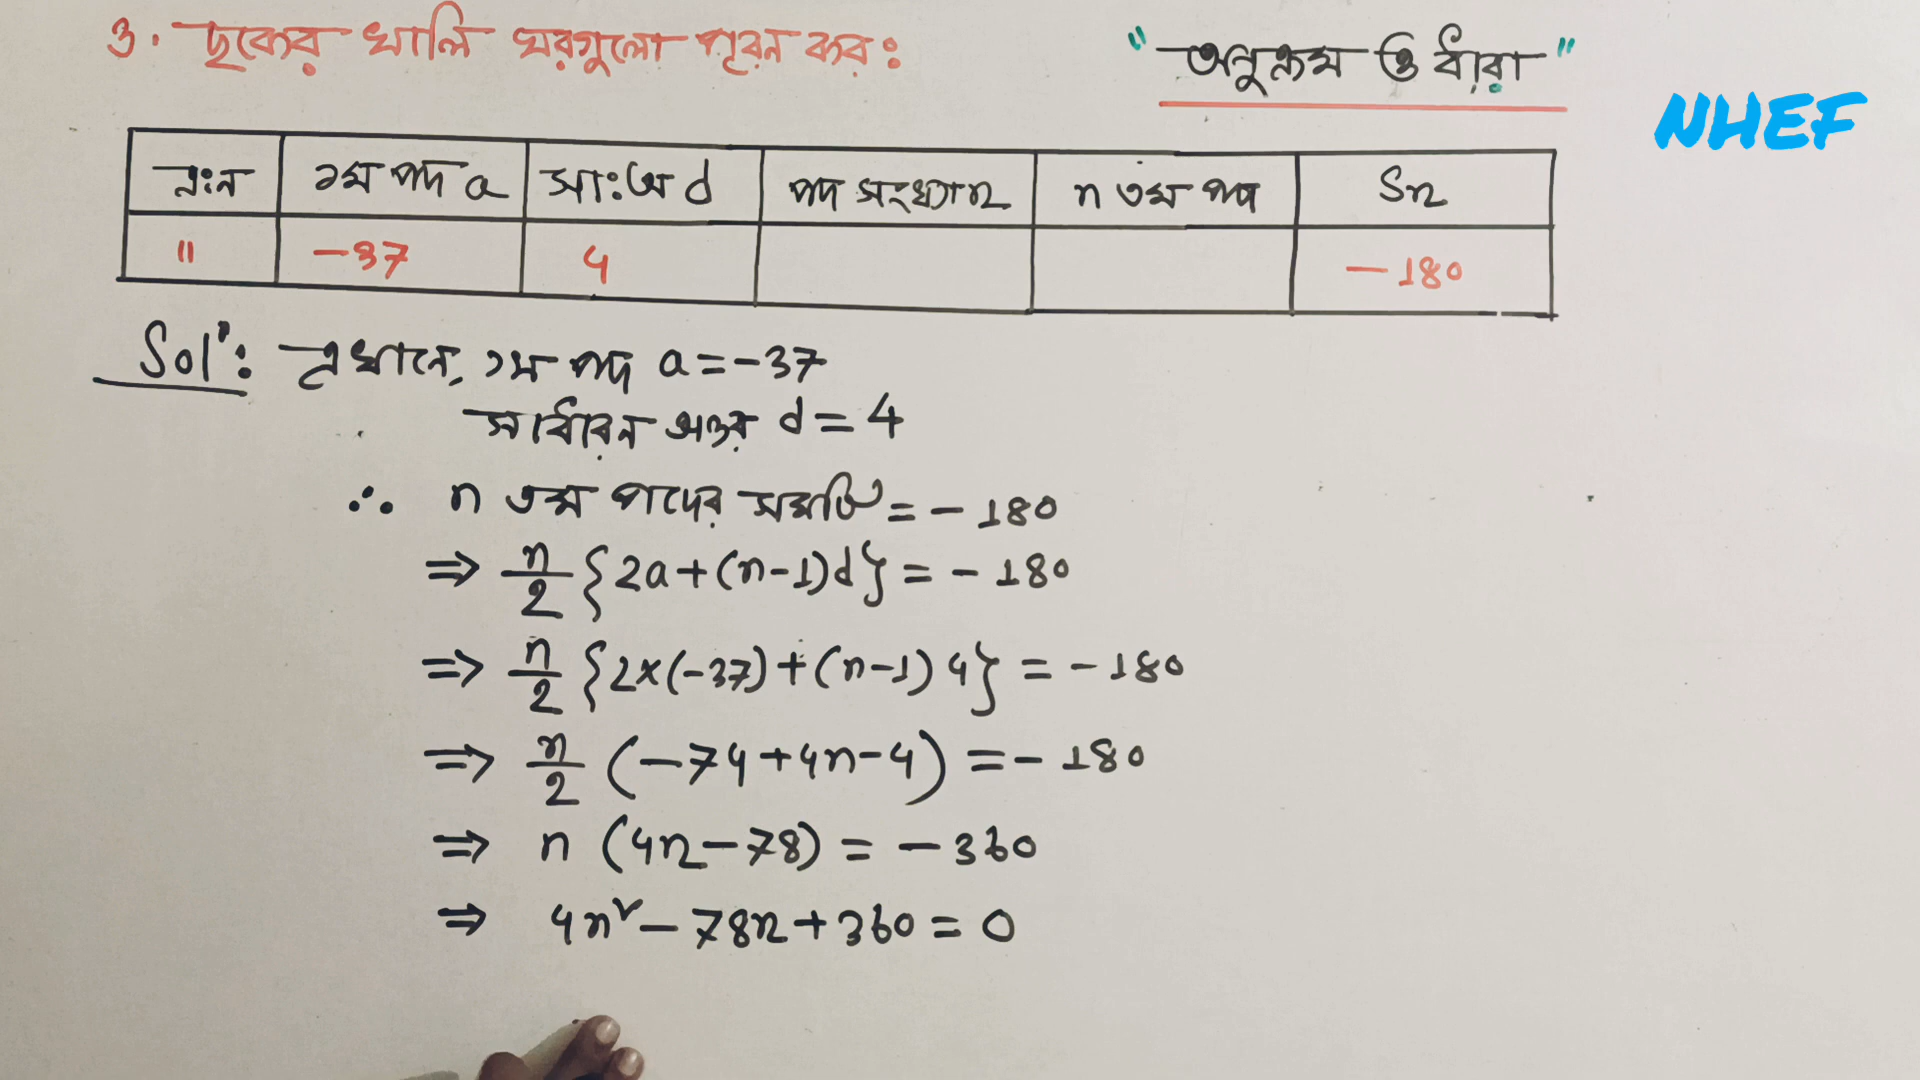 ৩. ছকের খালি ঘরগুলো পূরন কর:
"অনুক্রম ও ধারা"
NHEF
নং: ১ম পদ a সা:অ d পদ সংখ্যা n n তম পদ Sn
11 -37 4 -180
Solⁿ: এখানে, ১ম পদ a = -37
সাধারন অন্তর d = 4
∴ n তম পদের সমষ্টি = -180
⇒ n/2 {2a+(n-1)d} = -180
⇒ n/2 {2×(-37)+(n-1)4} = -180
⇒ n/2 (-74+4n-4) = -180
⇒ n (4n-78) = -360
⇒ 4n² - 78n + 360 = 0